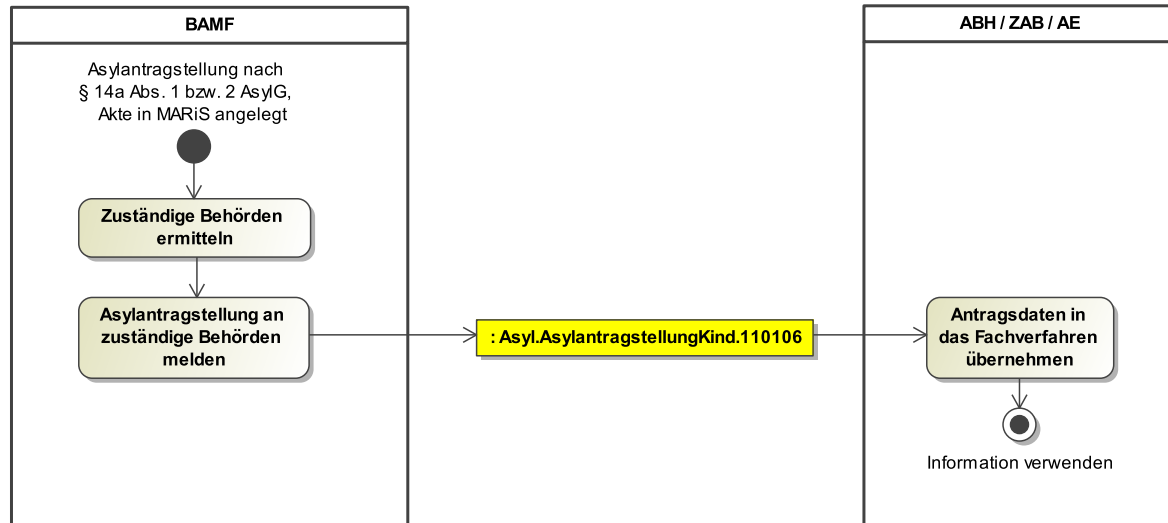 BAMF
ABH / ZAB / AE
Asylantragstellung nach
§ 14a Abs. 1 bzw. 2 AsylG,
Akte in MARiS angelegt
Zuständige Behörden
ermitteln
Asylantragstellung an
zuständige Behörden
melden
: Asyl.AsylantragstellungKind.110106
Antragsdaten in
das Fachverfahren
übernehmen
Information verwenden